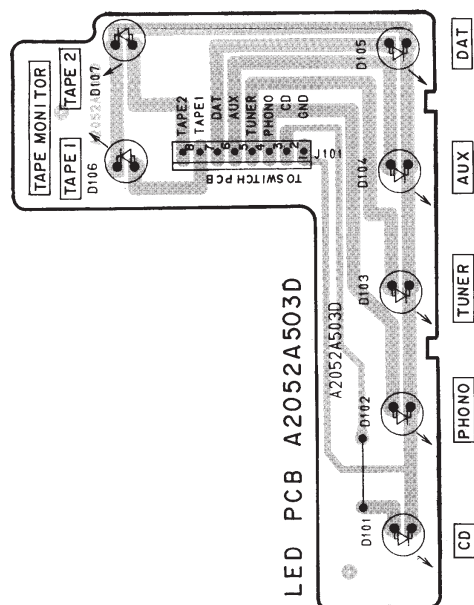 TAPE MONITOR
TAPE 1
TAPE 2
D106
D107
TAPE2
TAPE1
DAT
AUX
TUNER
PHONO
CD
GND
8
7
6
5
4
3
2
1
J101
TO SWITCH PCB
D105
DAT
D104
AUX
D103
TUNER
D102
PHONO
D101
CD
A2052A503D
LED PCB A2052A503D